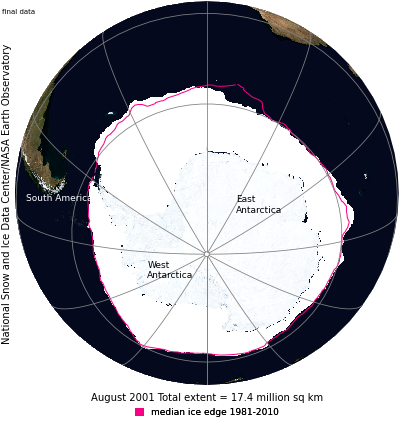 final data
National Snow and Ice Data Center/NASA Earth Observatory
South America
East
Antarctica
West
Antarctica
August 2001 Total extent = 17.4 million sq km
median ice edge 1981-2010